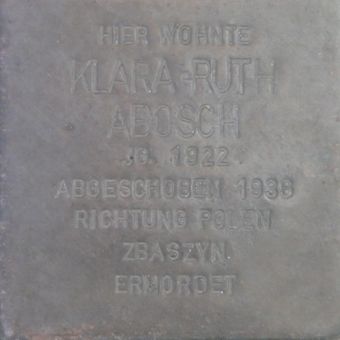 HIER WOHNTE
KLARA-RUTH
ABOSCH
JG. 1922
ABGESCHOBEN 1938
RICHTUNG POLEN
ZBASZYN
ERMORDET